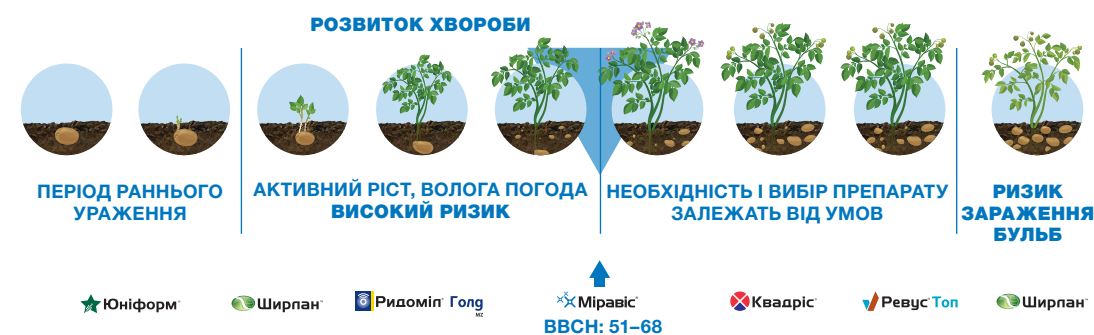 РОЗВИТОК ХВОРОБИ
ПЕРІОД РАННЬОГО
УРАЖЕННЯ
АКТИВНИЙ РІСТ, ВОЛОГА ПОГОДА
ВИСОКИЙ РИЗИК
НЕОБХІДНІСТЬ І ВИБІР ПРЕПАРАТУ
ЗАЛЕЖАТЬ ВІД УМОВ
РИЗИК
ЗАРАЖЕННЯ
БУЛЬБ
Юніформ
Ширлан
Ридоміл Голд
MZ
Міравіс
Квадріс
Ревус Топ
Ширлан
BBCH: 51–68